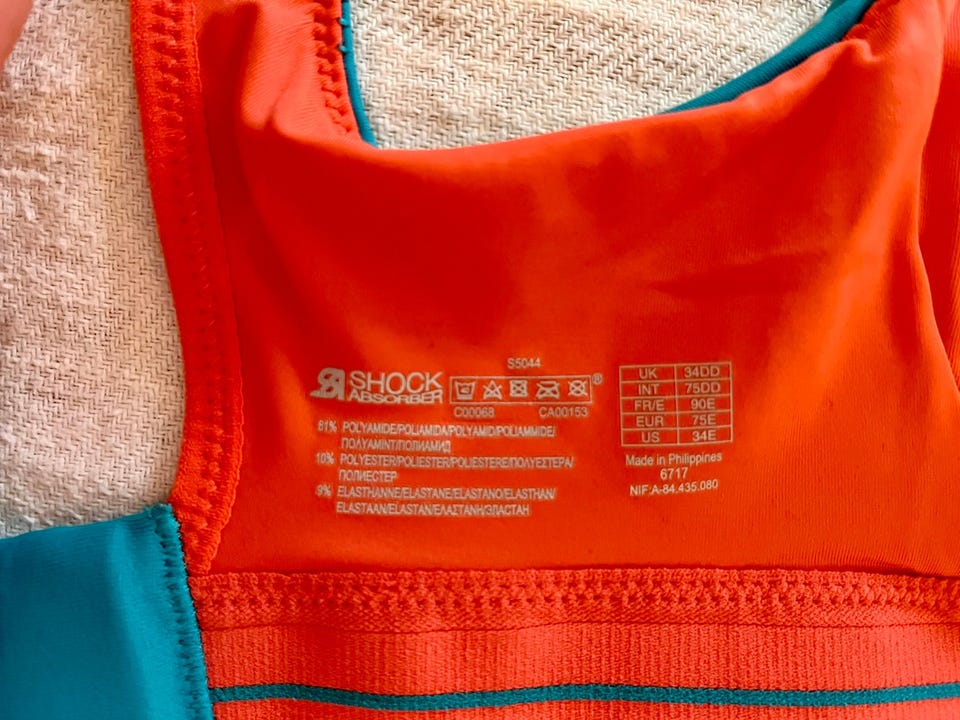 S5044
SHOCK
ABSORBER
®
C00068 CA00153
81% POLYAMIDE/POLIAMIDA/POLYAMID/POLIAMMIDE/
ΠΟΛΥΑΜΙΝΤ/ПОЛИАМИД
10% POLYESTER/POLIESTER/POLIESTERE/ΠΟΛΥΕΣΤΕΡΑ/
ПОЛИЕСТЕР
9% ELASTHANNE/ELASTANE/ELASTANO/ELASTHAN/
ELASTAAN/ELASTAN/ΕΛΑΣΤΑΝΗ/ЭЛАСТАН
UK 34DD
INT 75DD
FR/E 90E
EUR 75E
US 34E
Made in Philippines
6717
NIF:A-84.435.080